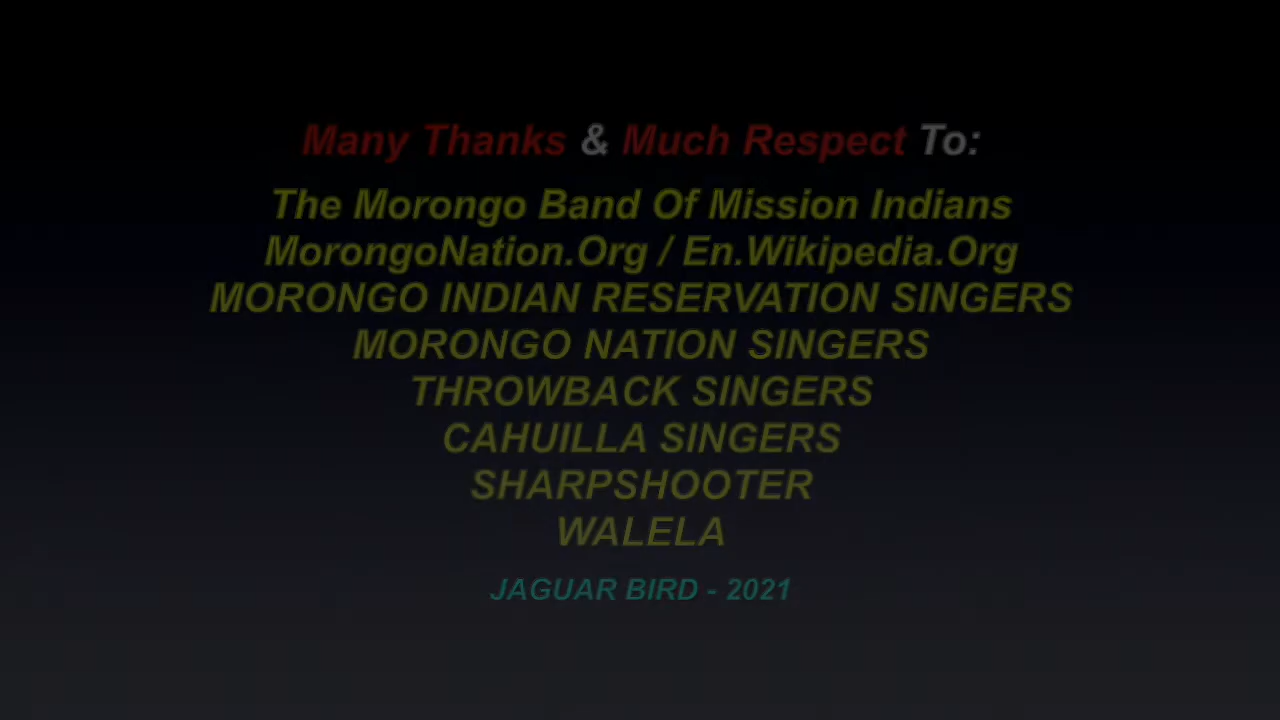 Many Thanks & Much Respect To:
The Morongo Band Of Mission Indians
MorongoNation.Org / En.Wikipedia.Org
MORONGO INDIAN RESERVATION SINGERS
MORONGO NATION SINGERS
THROWBACK SINGERS
CAHUILLA SINGERS
SHARPSHOOTER
WALELA
JAGUAR BIRD - 2021